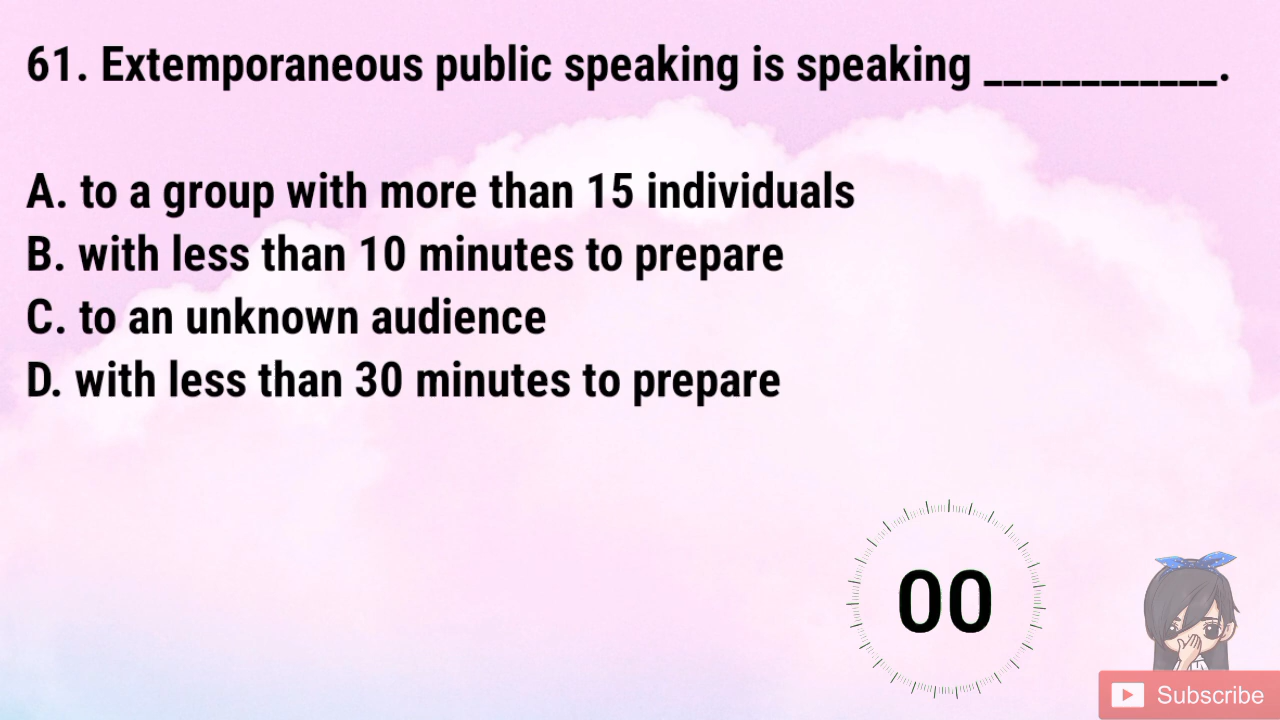 61. Extemporaneous public speaking is speaking ____________.
A. to a group with more than 15 individuals
B. with less than 10 minutes to prepare
C. to an unknown audience
D. with less than 30 minutes to prepare
00
Subscribe